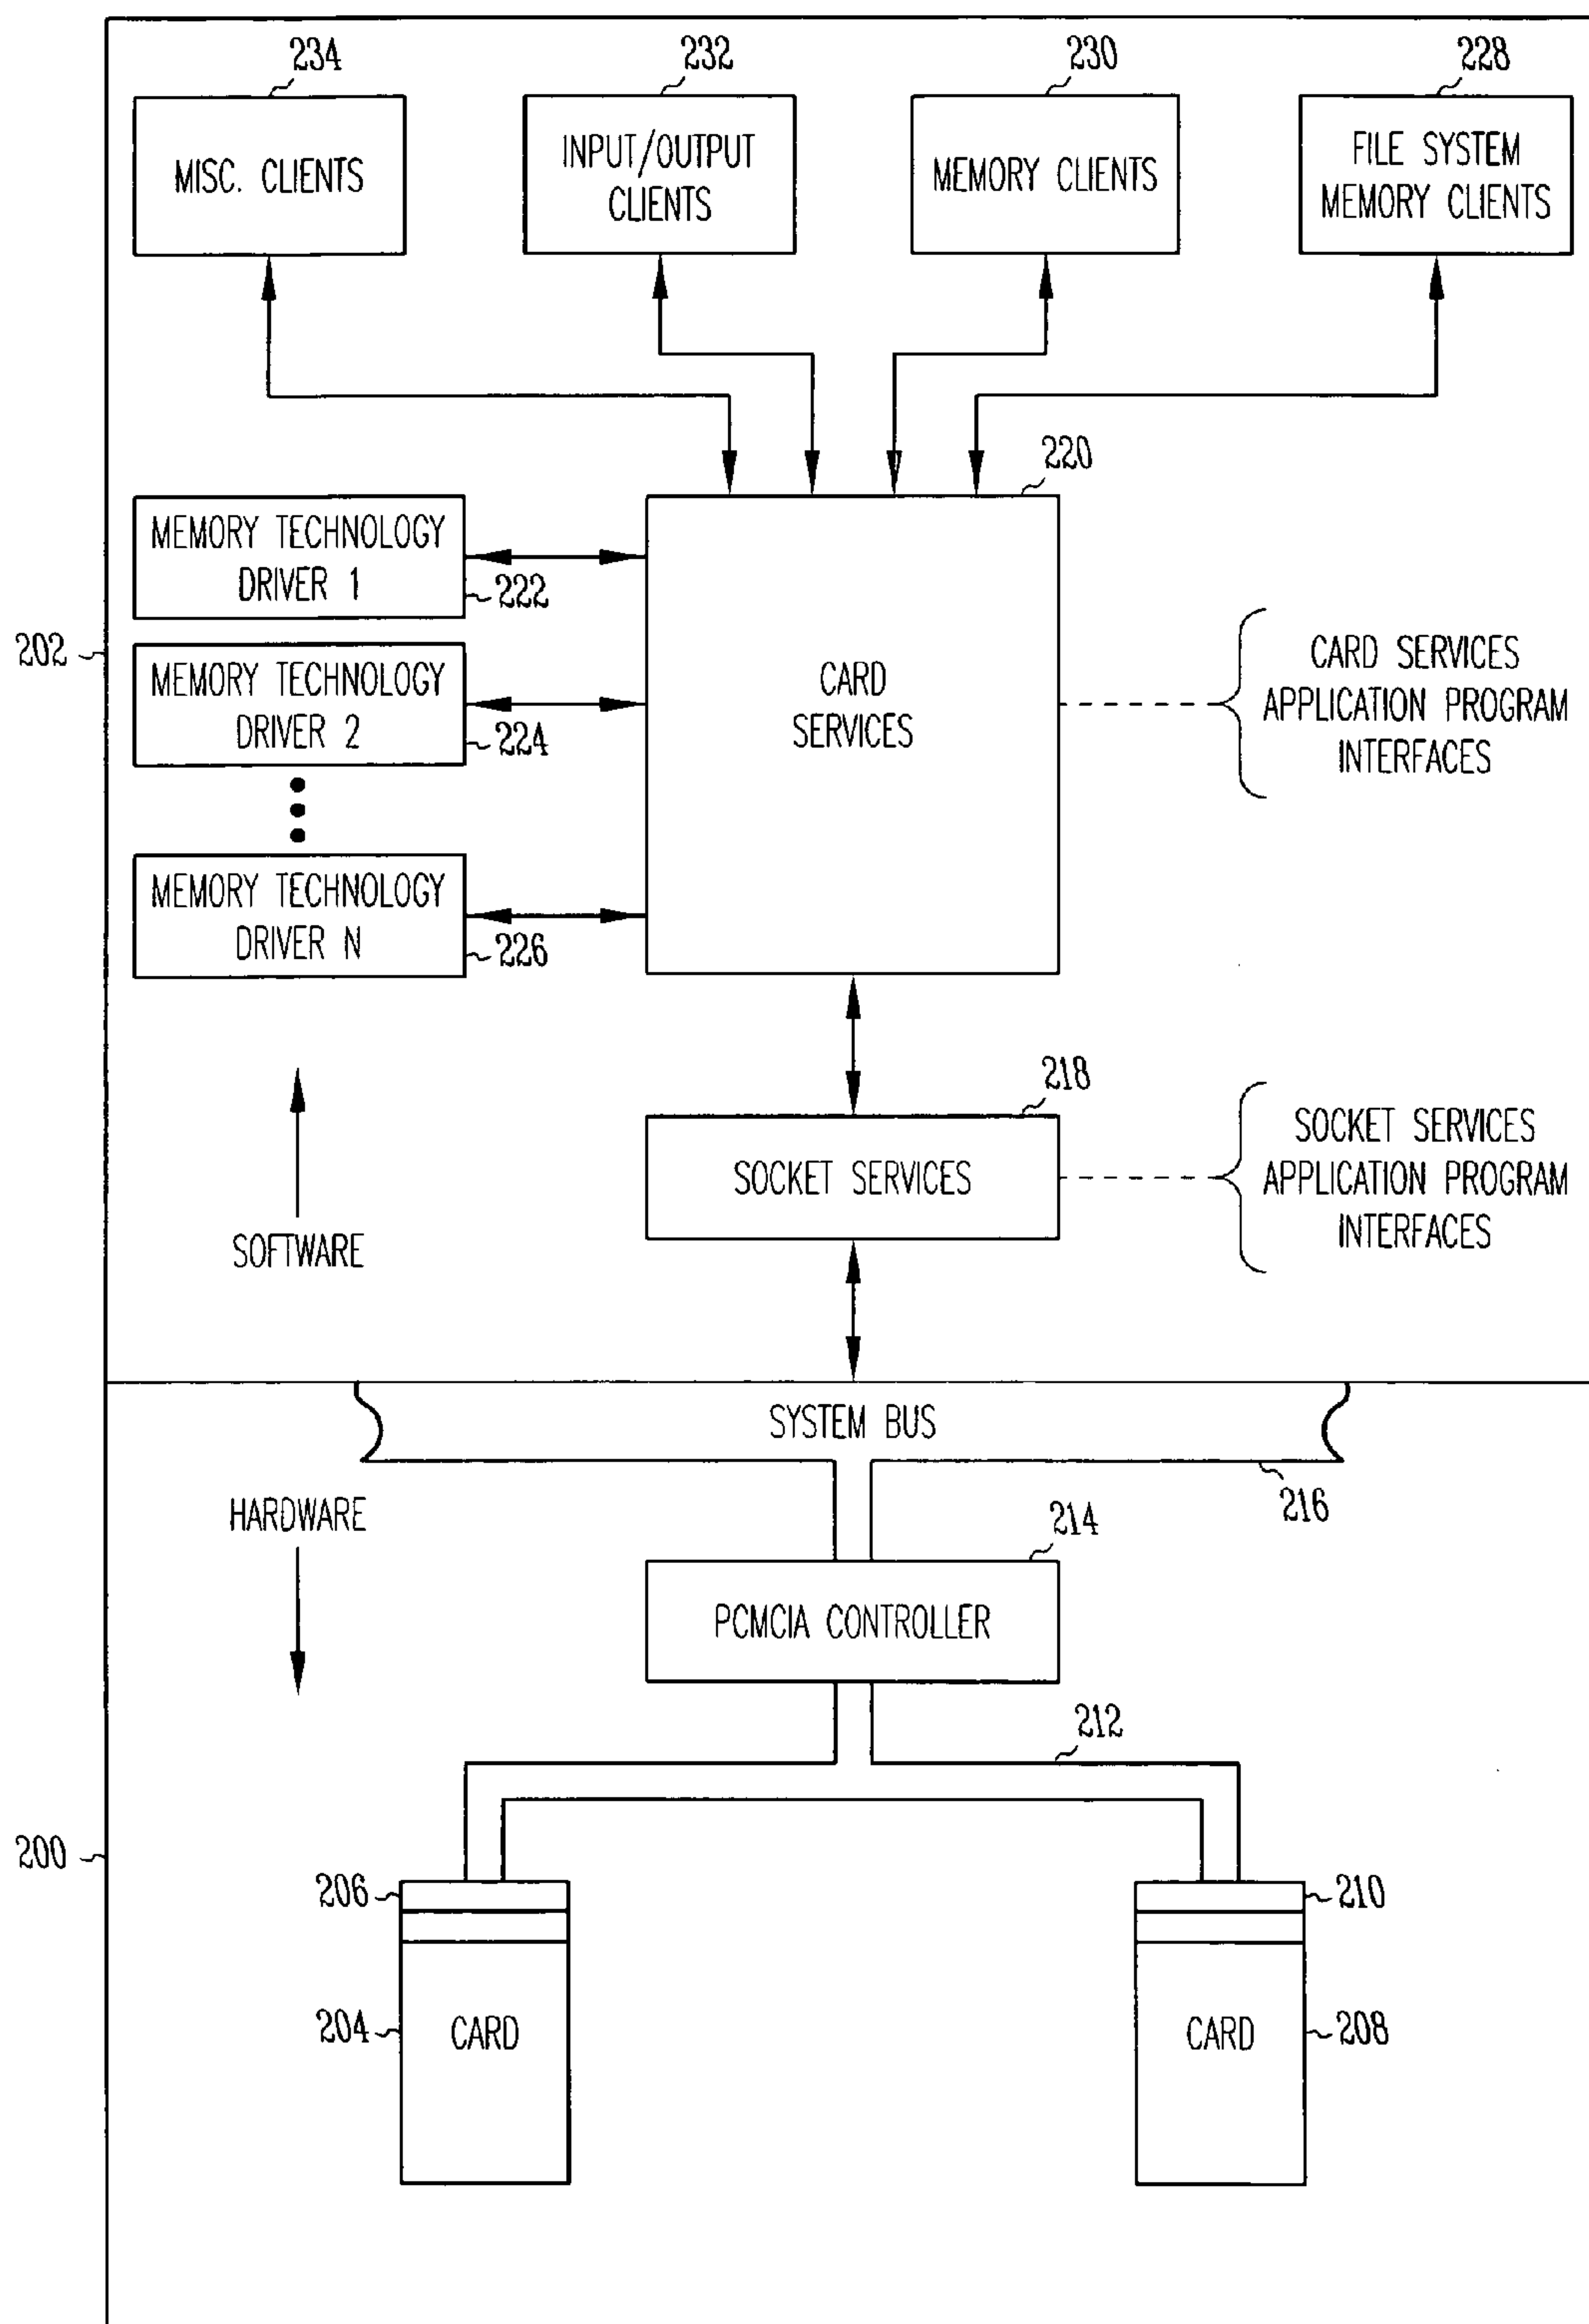 234
232
230
228
MISC. CLIENTS
INPUT/OUTPUT
CLIENTS
MEMORY CLIENTS
FILE SYSTEM
MEMORY CLIENTS
220
MEMORY TECHNOLOGY
DRIVER 1
222
202
MEMORY TECHNOLOGY
DRIVER 2
224
CARD
SERVICES
CARD SERVICES
APPLICATION PROGRAM
INTERFACES
MEMORY TECHNOLOGY
DRIVER N
226
218
SOCKET SERVICES
SOCKET SERVICES
APPLICATION PROGRAM
INTERFACES
SOFTWARE
SYSTEM BUS
216
HARDWARE
214
PCMCIA CONTROLLER
212
200
206
210
204
CARD
CARD
208